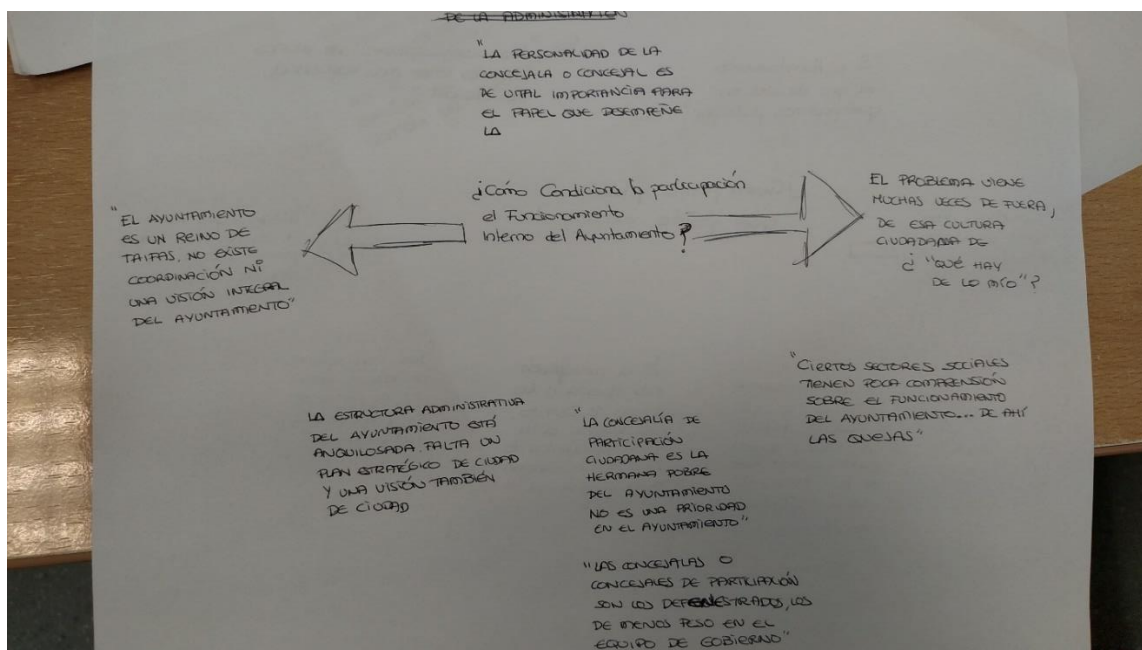 DE LA ADMINISTRACIÓN
"LA PERSONALIDAD DE LA
CONCEJALA O CONCEJAL ES
DE VITAL IMPORTANCIA PARA
EL PAPEL QUE DESEMPEÑE
LA
¿Cómo Condiciona la participación
el Funcionamiento
Interno del Ayuntamiento?
"EL AYUNTAMIENTO
ES UN REINO DE
TAIFAS, NO EXISTE
COORDINACIÓN NI
UNA VISIÓN INTEGRAL
DEL AYUNTAMIENTO"
EL PROBLEMA VIENE
MUCHAS VECES DE FUERA,
DE ESA CULTURA
CIUDADANA DE
¿ "QUÉ HAY
DE LO MÍO"?
LA ESTRUCTURA ADMINISTRATIVA
DEL AYUNTAMIENTO ESTÁ
ANQUILOSADA FALTA UN
PLAN ESTRATÉGICO DE CIUDAD
Y UNA VISIÓN TAMBIÉN
DE CIUDAD
"LA CONCEJALÍA DE
PARTICIPACIÓN
CIUDADANA ES LA
HERMANA POBRE
DEL AYUNTAMIENTO
NO ES UNA PRIORIDAD
EN EL AYUNTAMIENTO"
"CIERTOS SECTORES SOCIALES
TIENEN POCA COMPRENSIÓN
SOBRE EL FUNCIONAMIENTO
DEL AYUNTAMIENTO... DE AHÍ
LAS QUEJAS"
"LAS CONCEJALAS O
CONCEJALES DE PARTICIPACIÓN
SON LOS DEFENESTRADOS, LOS
DE MENOS PESO EN EL
EQUIPO DE GOBIERNO"